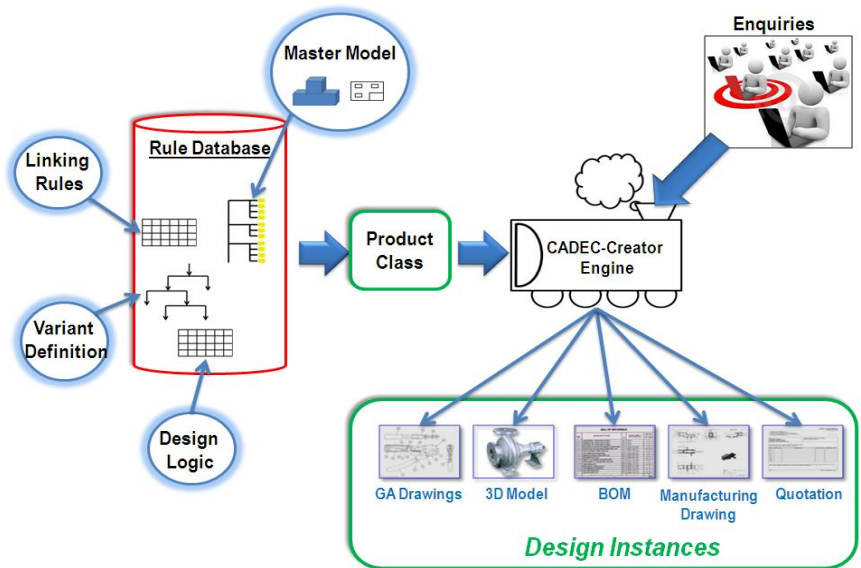 Enquiries
Master Model
Rule Database
Linking
Rules
Product
Class
CADEC-Creator
Engine
Variant
Definition
Design
Logic
GA Drawings
3D Model
BOM
Manufacturing
Drawing
Quotation
Design Instances